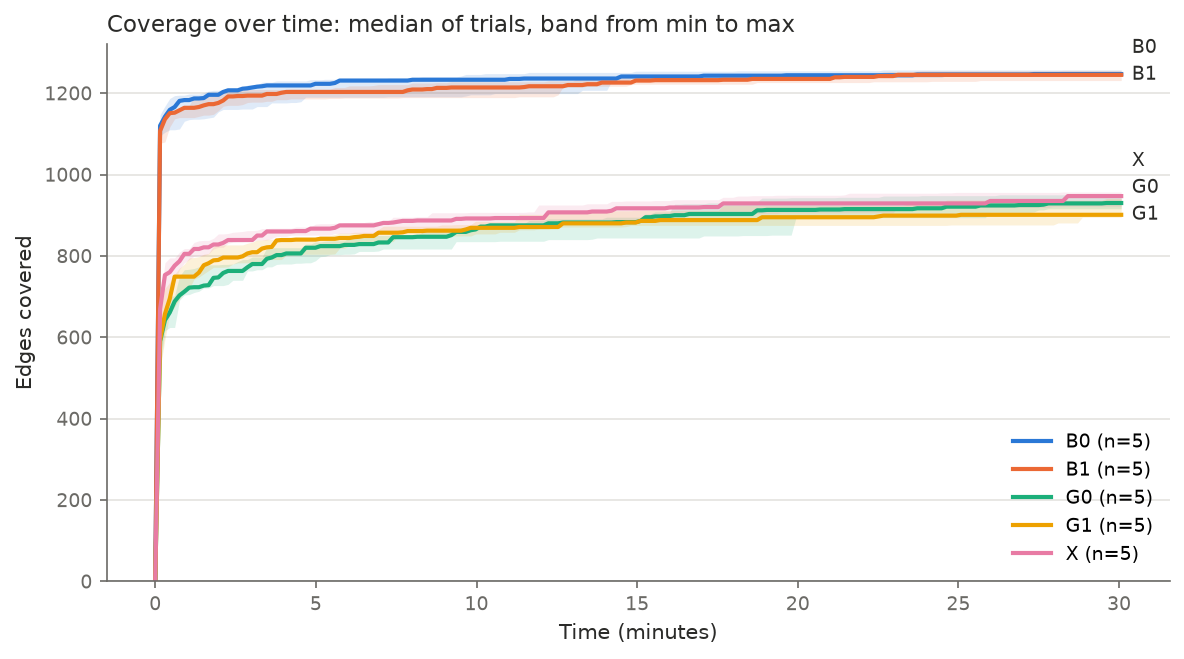 Coverage over time: median of trials, band from min to max
B0
B1
X
G0
G1
1200
1000
800
600
400
200
0
Edges covered
B0 (n=5)
B1 (n=5)
G0 (n=5)
G1 (n=5)
X (n=5)
0 5 10 15 20 25 30
Time (minutes)